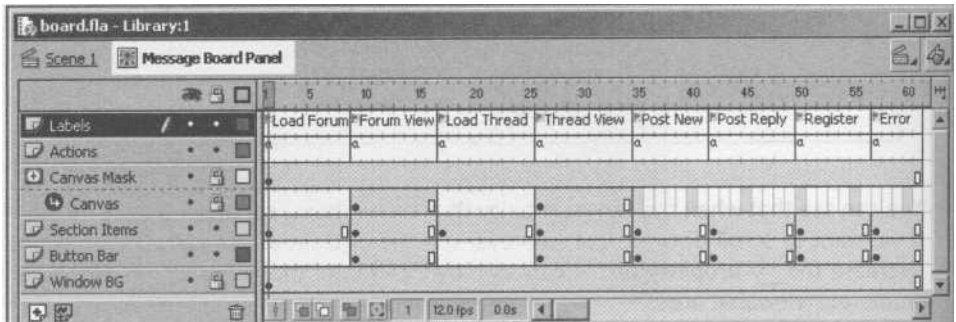 board.fla - Library:1
Scene 1 Message Board Panel
1 5 10 15 20 25 30 35 40 45 50 55 60
Labels Load Forum Forum View Load Thread Thread View Post New Post Reply Register Error
Actions a a a a a a a a
Canvas Mask
Canvas
Section Items
Button Bar
Window BG
1 12.0 fps 0.0s